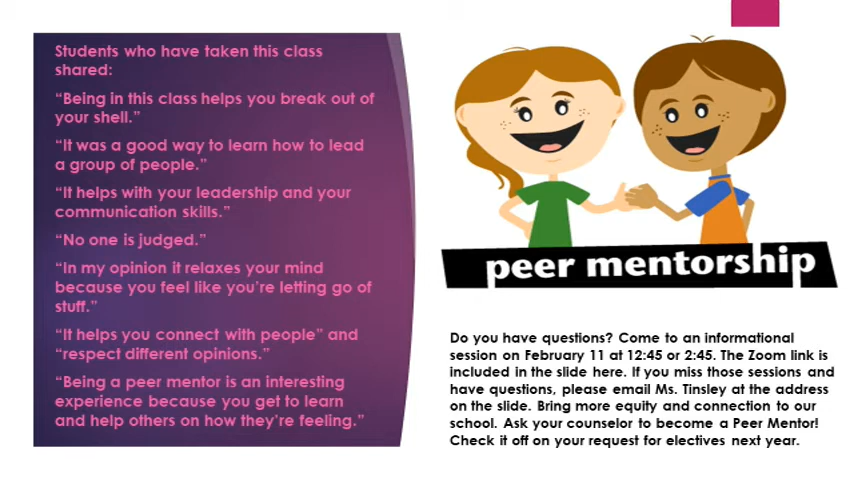 Students who have taken this class
shared:
“Being in this class helps you break out of
your shell.”
“It was a good way to learn how to lead
a group of people.”
“It helps with your leadership and your
communication skills.”
“No one is judged.”
“In my opinion it relaxes your mind
because you feel like you’re letting go of
stuff.”
“It helps you connect with people” and
“respect different opinions.”
“Being a peer mentor is an interesting
experience because you get to learn
and help others on how they’re feeling.”
peer mentorship
Do you have questions? Come to an informational
session on February 11 at 12:45 or 2:45. The Zoom link is
included in the slide here. If you miss those sessions and
have questions, please email Ms. Tinsley at the address
on the slide. Bring more equity and connection to our
school. Ask your counselor to become a Peer Mentor!
Check it off on your request for electives next year.